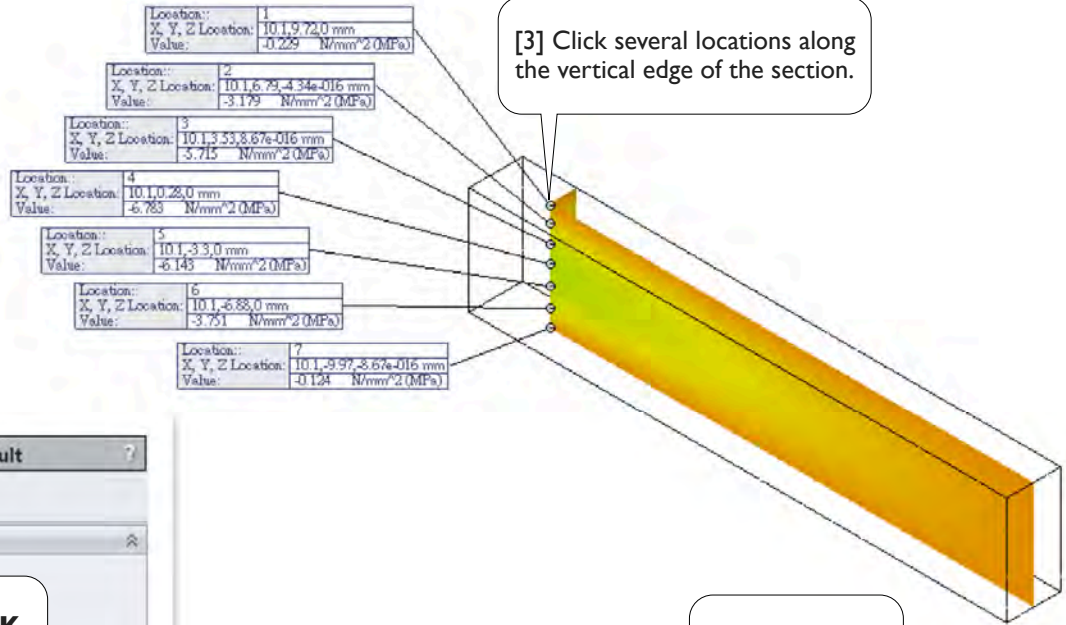 Location:: 1
X, Y, Z Location: 10.1,9.72,0 mm
Value: -0.229 N/mm^2 (MPa)
[3] Click several locations along
the vertical edge of the section.
Location:: 2
X, Y, Z Location: 10.1,6.79,-4.34e-016 mm
Value: -3.179 N/mm^2 (MPa)
Location:: 3
X, Y, Z Location: 10.1,3.53,8.67e-016 mm
Value: -5.715 N/mm^2 (MPa)
Location:: 4
X, Y, Z Location: 10.1,0.28,0 mm
Value: -6.783 N/mm^2 (MPa)
Location:: 5
X, Y, Z Location: 10.1,-3.3,0 mm
Value: -6.143 N/mm^2 (MPa)
Location:: 6
X, Y, Z Location: 10.1,-6.88,0 mm
Value: -3.751 N/mm^2 (MPa)
Location:: 7
X, Y, Z Location: 10.1,-9.97,-8.67e-016 mm
Value: -0.124 N/mm^2 (MPa)
ult ?